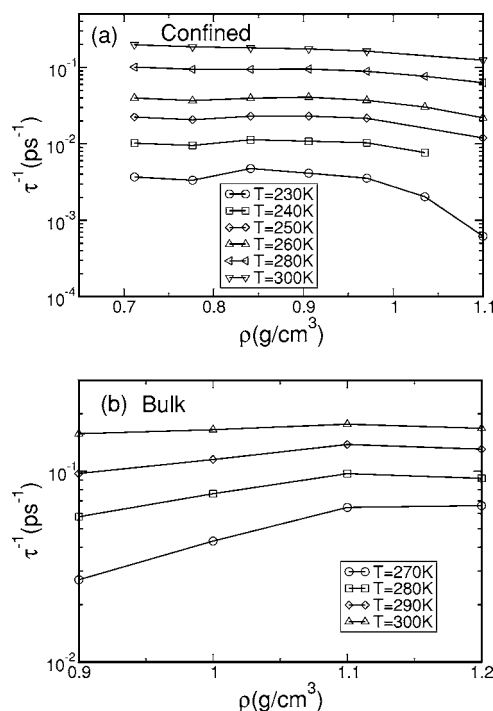 (a) Confined
10⁻¹
10⁻²
10⁻³
10⁻⁴
τ⁻¹(ps⁻¹)
T=230K
T=240K
T=250K
T=260K
T=280K
T=300K
0.7 0.8 0.9 1 1.1
ρ(g/cm³)
(b) Bulk
10⁻¹
10⁻²
τ⁻¹(ps⁻¹)
T=270K
T=280K
T=290K
T=300K
0.9 1 1.1 1.2
ρ(g/cm³)